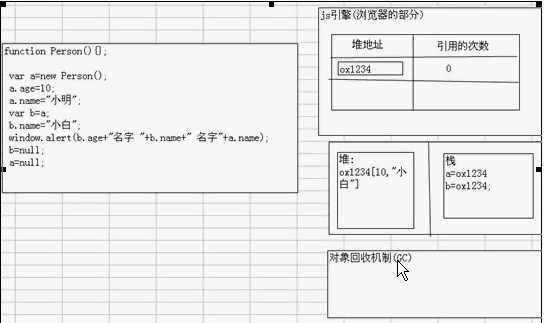 function Person(){};
var a=new Person();
a.age=10;
a.name="小明";
var b=a;
b.name="小白";
window.alert(b.age+"名字 "+b.name+" 名字"+a.name);
b=null;
a=null;
js引擎(浏览器的部分)
堆地址 引用的次数
ox1234 0
堆:
ox1234[10,"小
白"]
栈
a=ox1234
b=ox1234;
对象回收机制(GC)